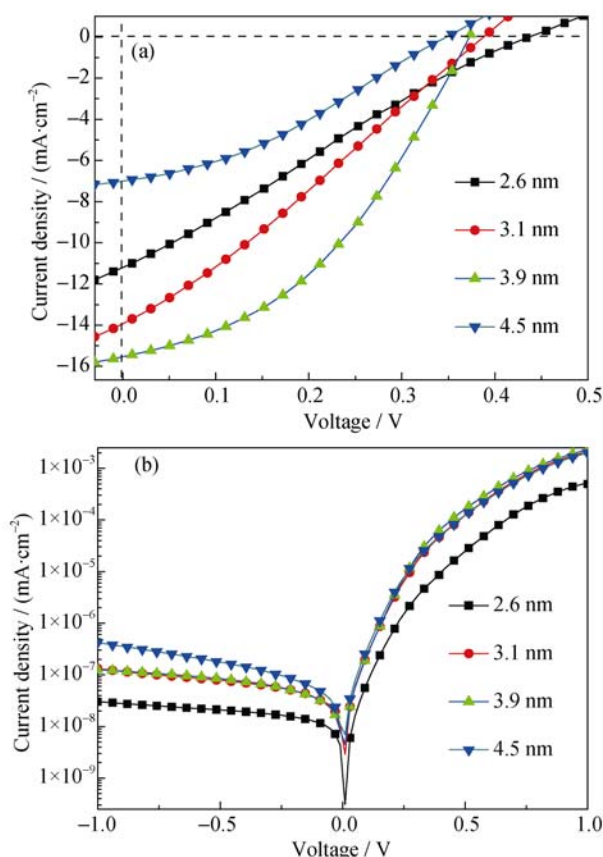 (a)
0
−2
−4
−6
−8
−10
−12
−14
−16
Current density / (mA·cm⁻²)
2.6 nm
3.1 nm
3.9 nm
4.5 nm
0.0 0.1 0.2 0.3 0.4 0.5
Voltage / V
(b)
1×10⁻³
1×10⁻⁴
1×10⁻⁵
1×10⁻⁶
1×10⁻⁷
1×10⁻⁸
1×10⁻⁹
Current density / (mA·cm⁻²)
2.6 nm
3.1 nm
3.9 nm
4.5 nm
−1.0 −0.5 0.0 0.5 1.0
Voltage / V